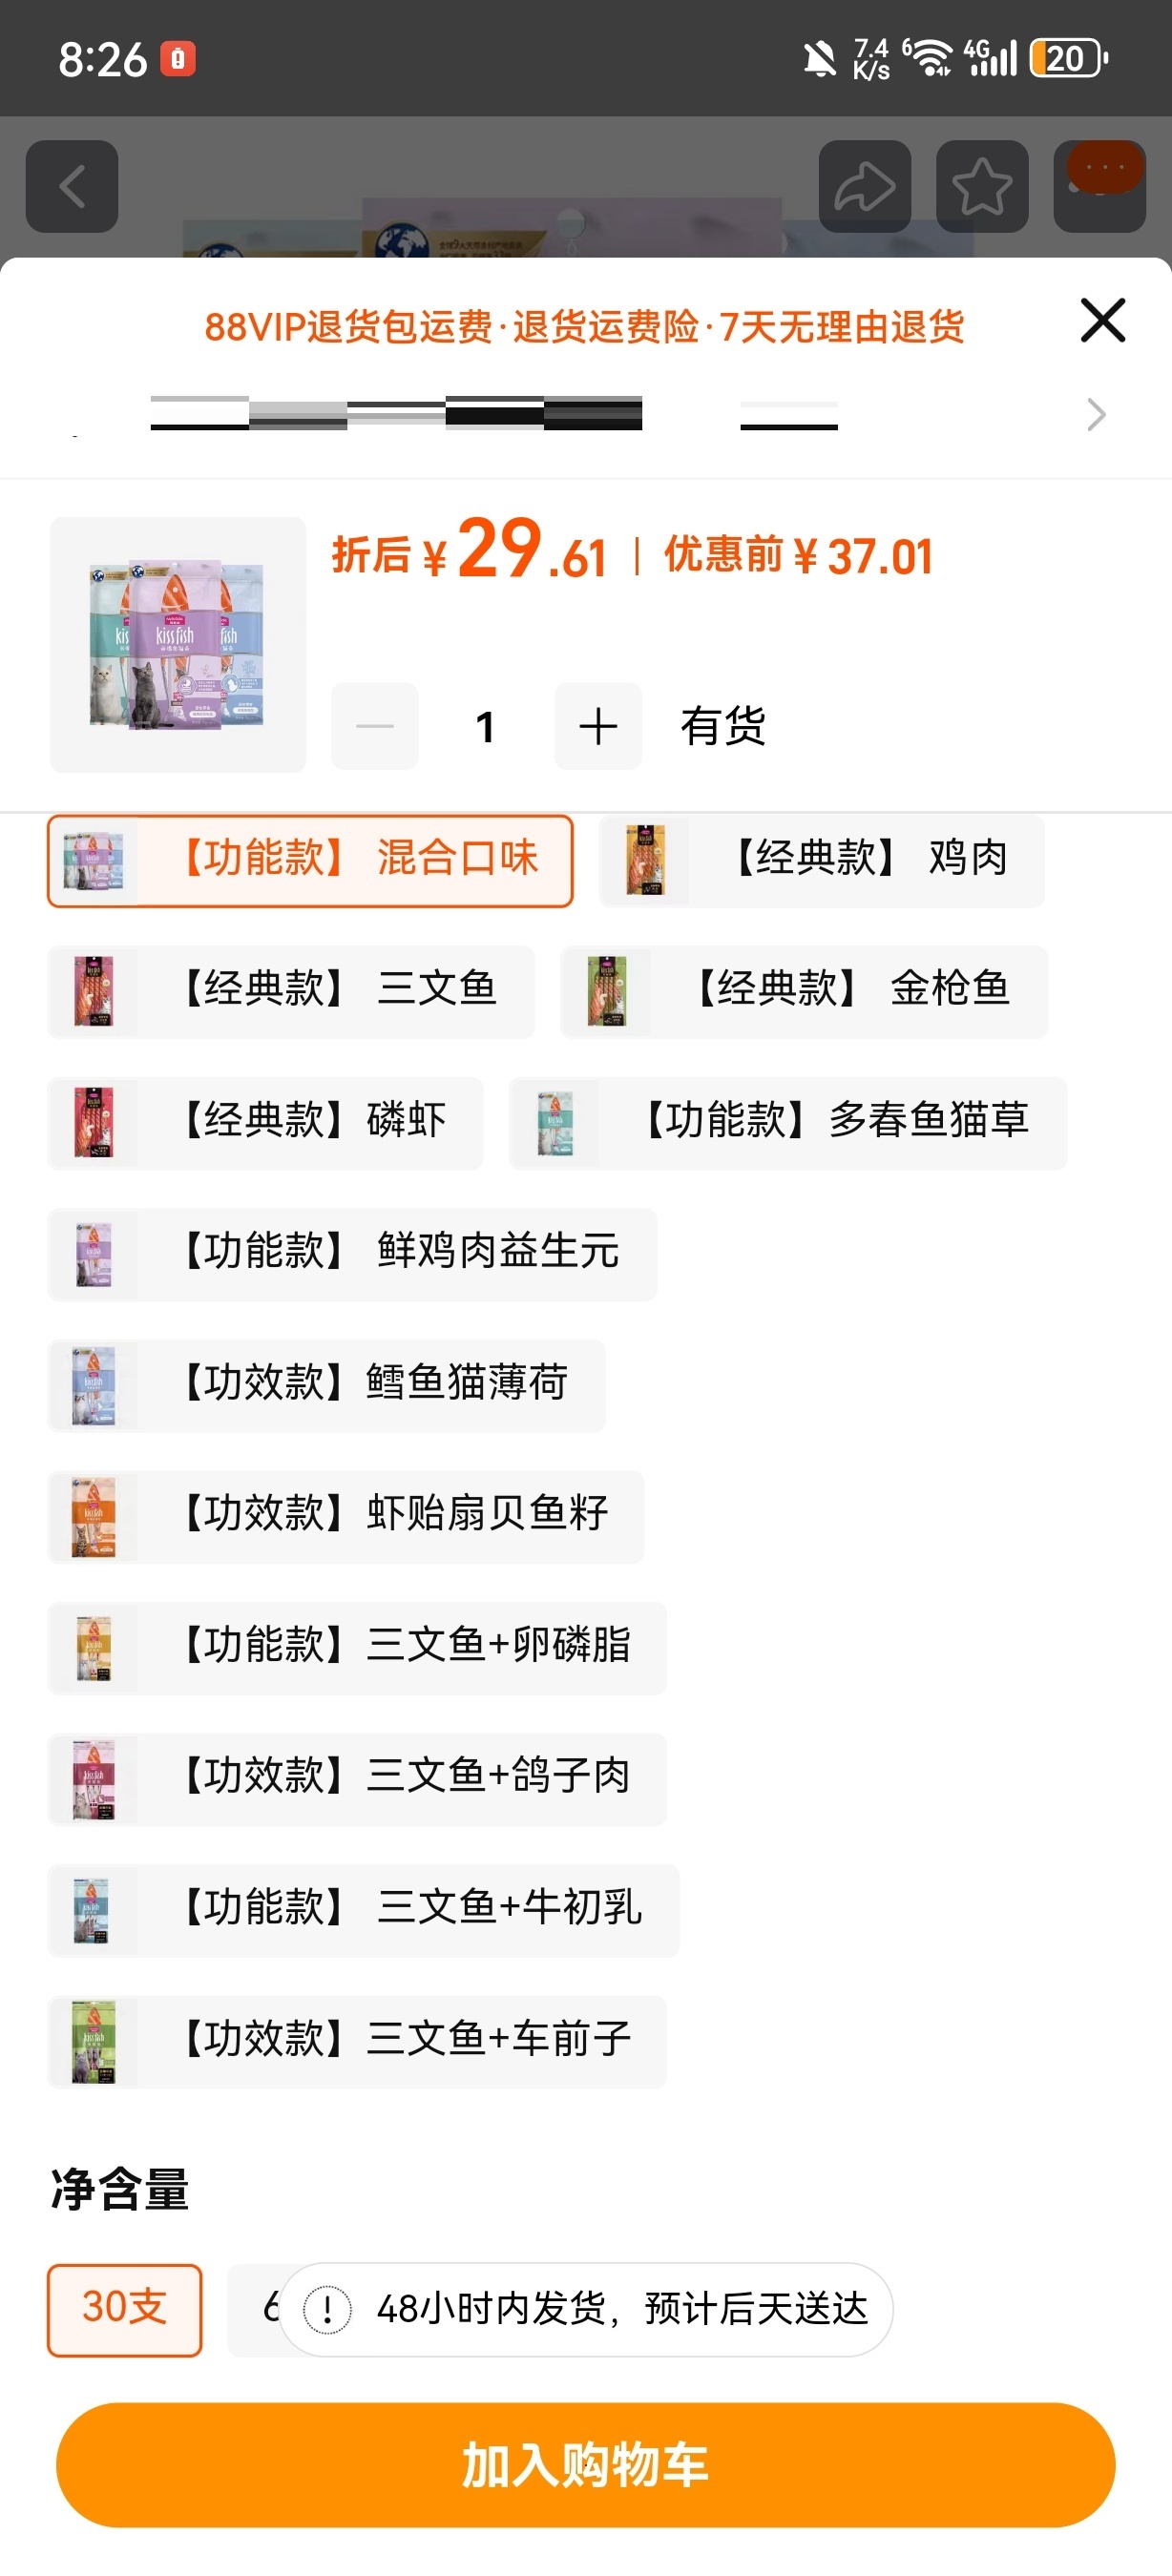 8:26
7.4 K/s
6
4G
20
88VIP退货包运费·退货运费险·7天无理由退货
折后¥29.61 | 优惠前¥37.01
kissfish
1 有货
【功能款】 混合口味
【经典款】 鸡肉
【经典款】 三文鱼
【经典款】 金枪鱼
【经典款】磷虾
【功能款】多春鱼猫草
【功能款】 鲜鸡肉益生元
【功效款】鳕鱼猫薄荷
【功效款】虾贻扇贝鱼籽
【功能款】三文鱼+卵磷脂
【功效款】三文鱼+鸽子肉
【功能款】 三文鱼+牛初乳
【功效款】三文鱼+车前子
净含量
30支
48小时内发货，预计后天送达
加入购物车